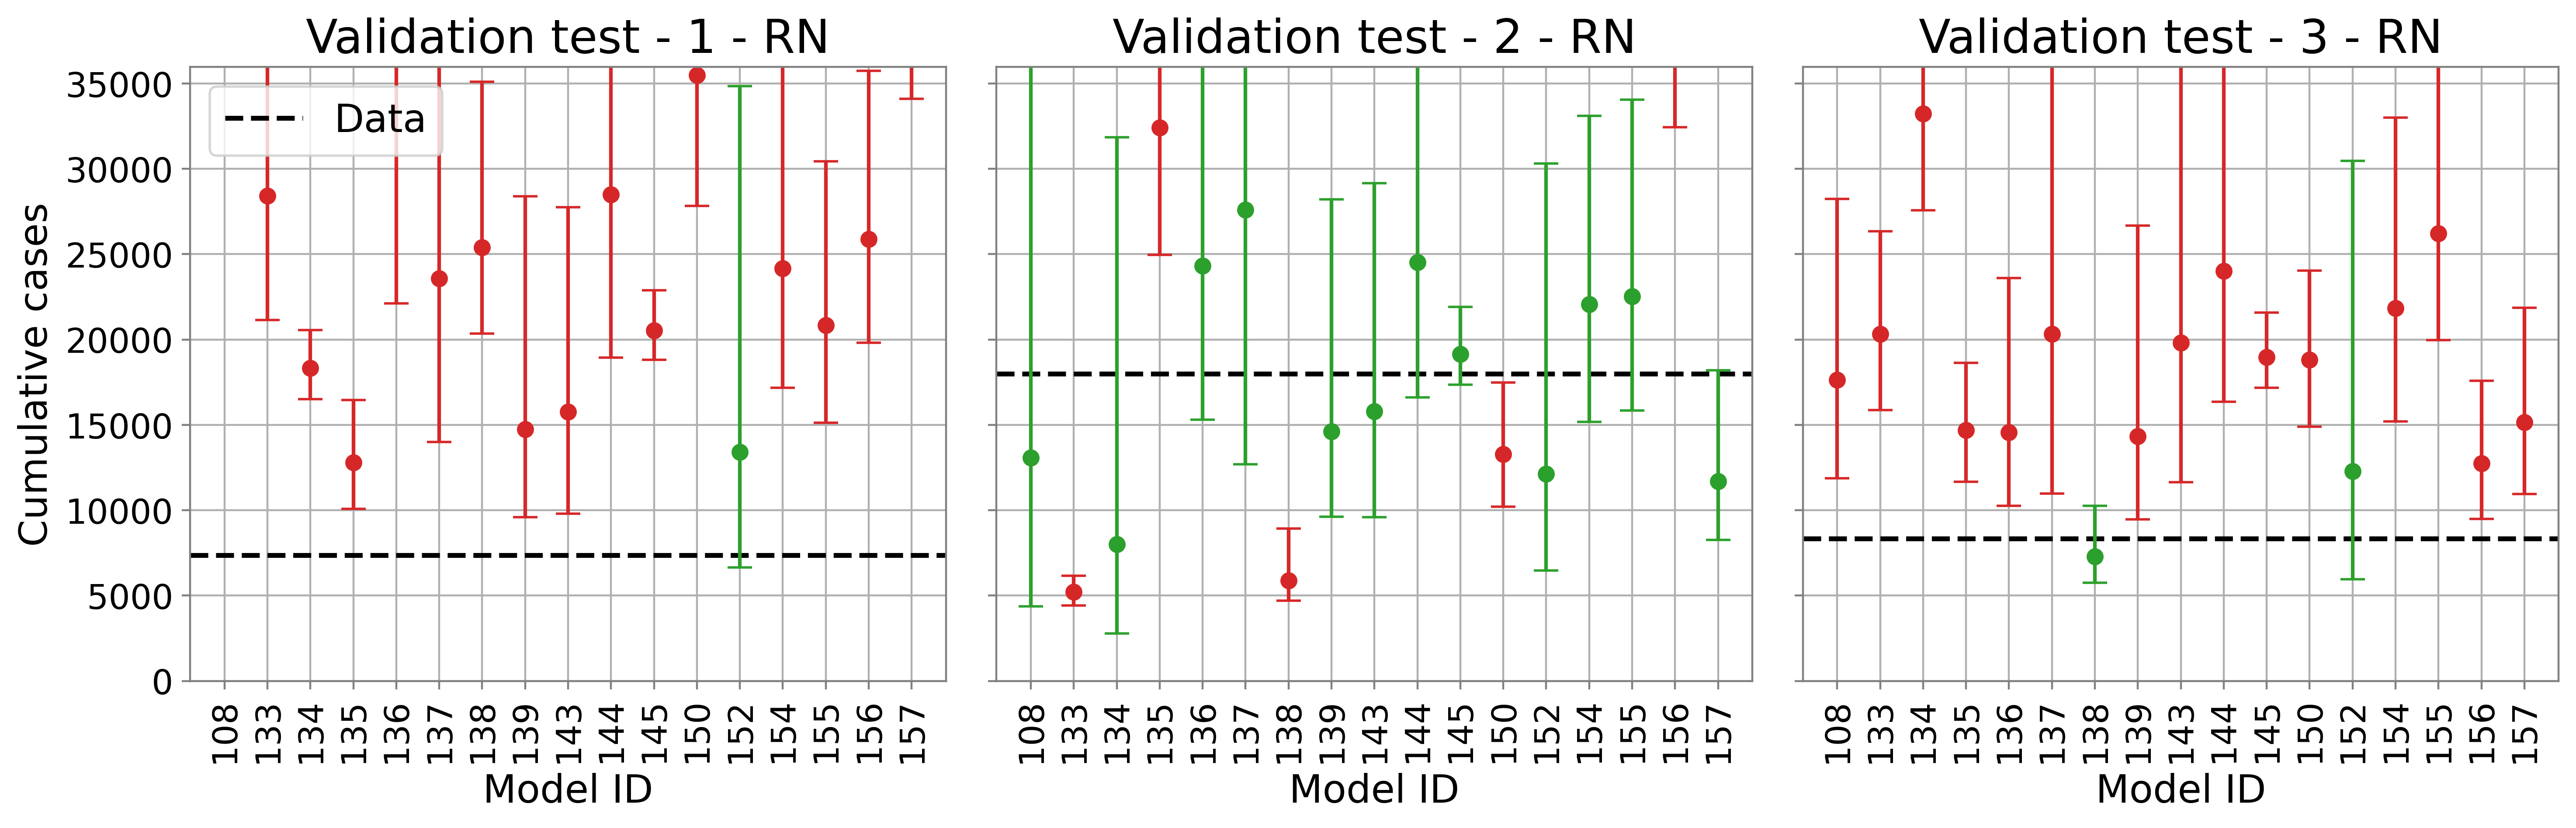 Validation test - 1 - RN
Validation test - 2 - RN
Validation test - 3 - RN
Cumulative cases
35000
30000
25000
20000
15000
10000
5000
0
Data
108 133 134 135 136 137 138 139 143 144 145 150 152 154 155 156 157
108 133 134 135 136 137 138 139 143 144 145 150 152 154 155 156 157
108 133 134 135 136 137 138 139 143 144 145 150 152 154 155 156 157
Model ID
Model ID
Model ID